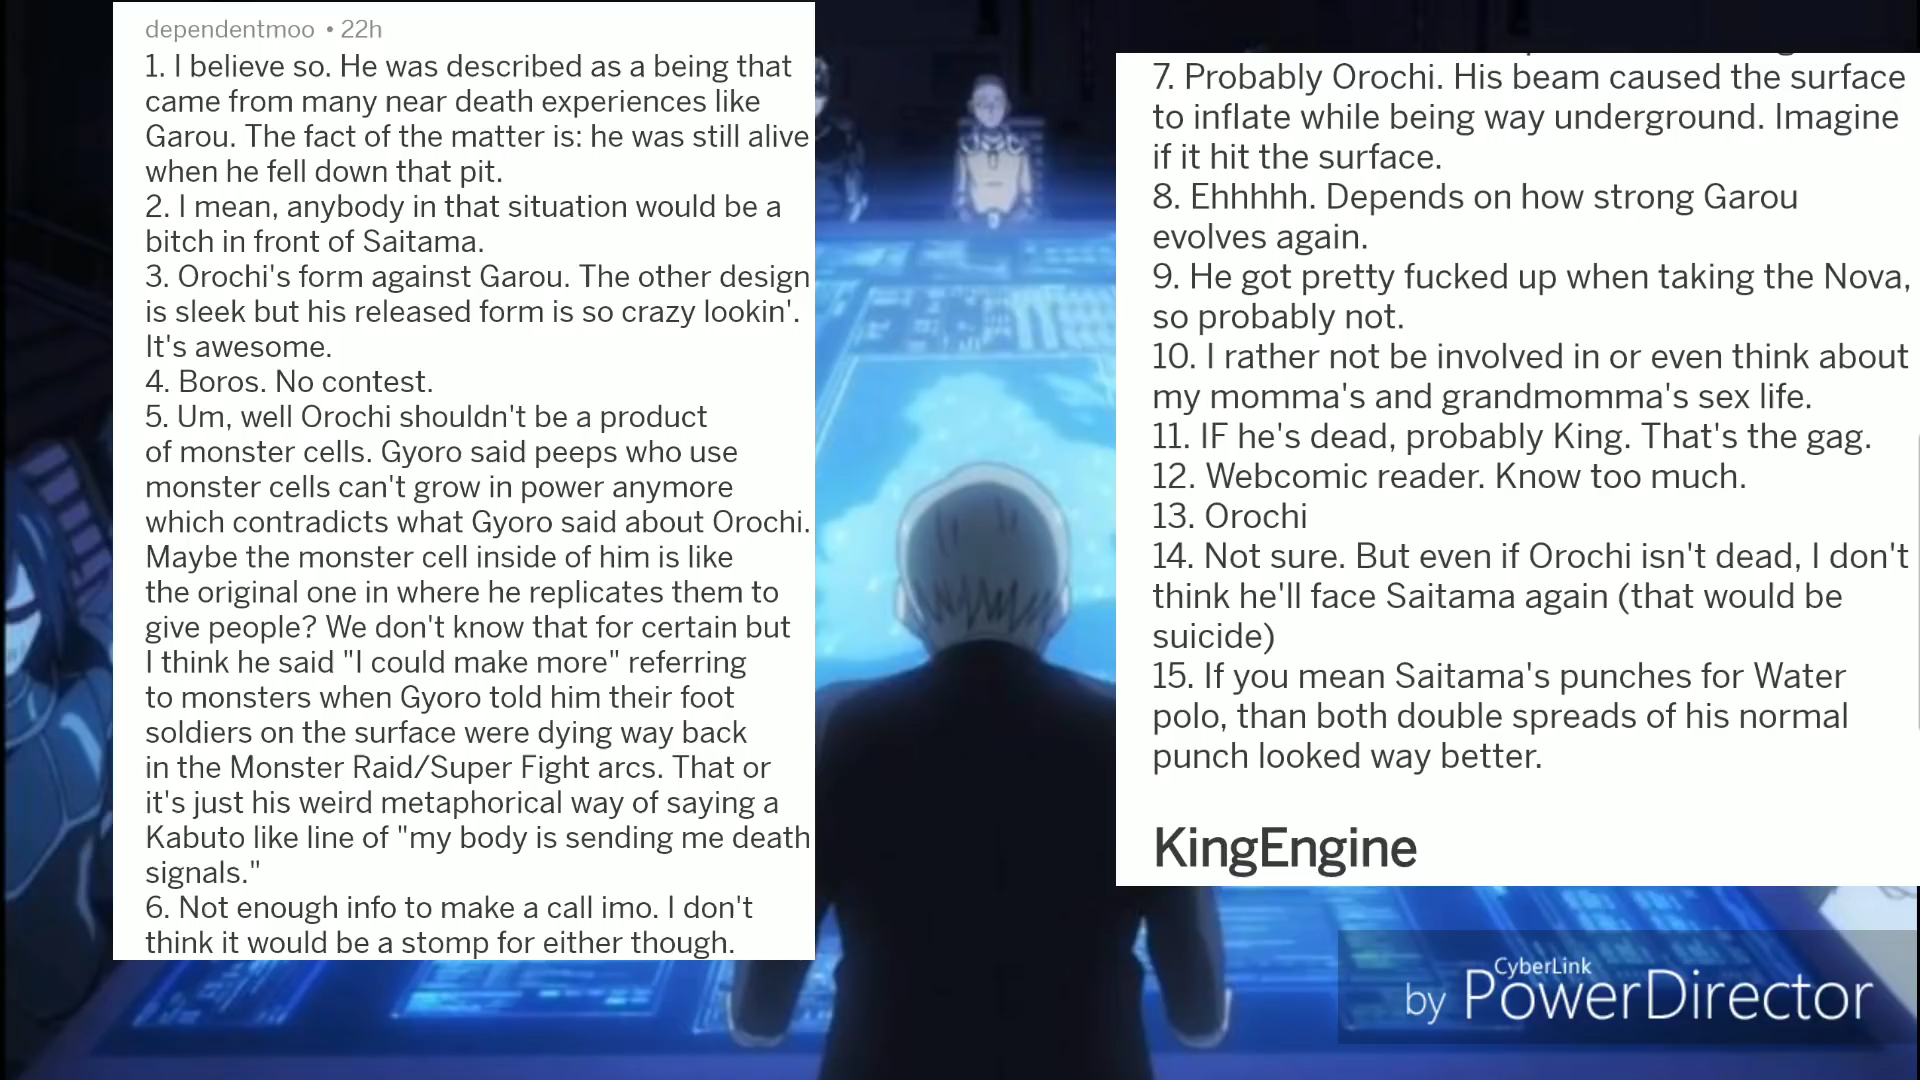 dependentmoo • 22h
1. I believe so. He was described as a being that
came from many near death experiences like
Garou. The fact of the matter is: he was still alive
when he fell down that pit.
2. I mean, anybody in that situation would be a
bitch in front of Saitama.
3. Orochi's form against Garou. The other design
is sleek but his released form is so crazy lookin'.
It's awesome.
4. Boros. No contest.
5. Um, well Orochi shouldn't be a product
of monster cells. Gyoro said peeps who use
monster cells can't grow in power anymore
which contradicts what Gyoro said about Orochi.
Maybe the monster cell inside of him is like
the original one in where he replicates them to
give people? We don't know that for certain but
I think he said "I could make more" referring
to monsters when Gyoro told him their foot
soldiers on the surface were dying way back
in the Monster Raid/Super Fight arcs. That or
it's just his weird metaphorical way of saying a
Kabuto like line of "my body is sending me death
signals."
6. Not enough info to make a call imo. I don't
think it would be a stomp for either though.
7. Probably Orochi. His beam caused the surface
to inflate while being way underground. Imagine
if it hit the surface.
8. Ehhhhh. Depends on how strong Garou
evolves again.
9. He got pretty fucked up when taking the Nova,
so probably not.
10. I rather not be involved in or even think about
my momma's and grandmomma's sex life.
11. IF he's dead, probably King. That's the gag.
12. Webcomic reader. Know too much.
13. Orochi
14. Not sure. But even if Orochi isn't dead, I don't
think he'll face Saitama again (that would be
suicide)
15. If you mean Saitama's punches for Water
polo, than both double spreads of his normal
punch looked way better.
KingEngine
CyberLink
by PowerDirector